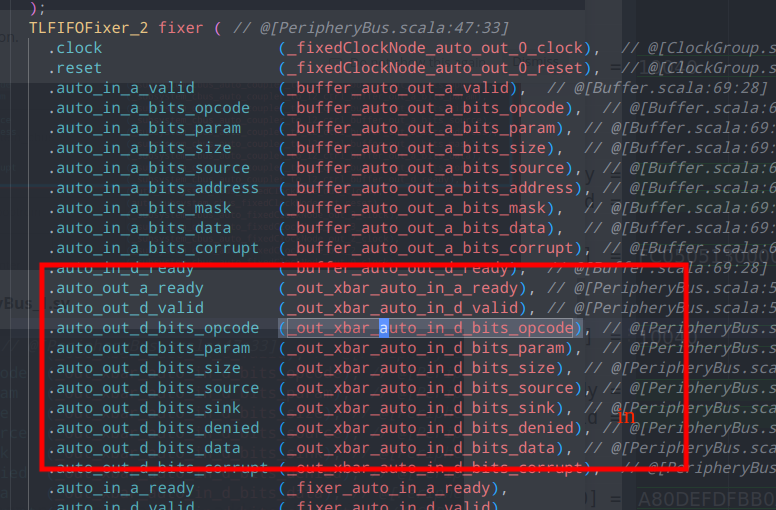 );
TLFIFOFixer_2 fixer ( // @[PeripheryBus.scala:47:33]
.clock (_fixedClockNode_auto_out_0_clock), // @[ClockGroup.s
.reset (_fixedClockNode_auto_out_0_reset), // @[ClockGroup.s
.auto_in_a_valid (_buffer_auto_out_a_valid), // @[Buffer.scala:69:28]
.auto_in_a_bits_opcode (_buffer_auto_out_a_bits_opcode), // @[Buffer.scala:6
.auto_in_a_bits_param (_buffer_auto_out_a_bits_param), // @[Buffer.scala:69
.auto_in_a_bits_size (_buffer_auto_out_a_bits_size), // @[Buffer.scala:69:
.auto_in_a_bits_source (_buffer_auto_out_a_bits_source), // @[Buffer.scala:6
.auto_in_a_bits_address (_buffer_auto_out_a_bits_address), // @[Buffer.scala:
.auto_in_a_bits_mask (_buffer_auto_out_a_bits_mask), // @[Buffer.scala:69:
.auto_in_a_bits_data (_buffer_auto_out_a_bits_data), // @[Buffer.scala:69:
.auto_in_a_bits_corrupt (_buffer_auto_out_a_bits_corrupt), // @[Buffer.scala:
.auto_in_d_ready (_buffer_auto_out_d_ready), // @[Buffer.scala:69:28]
.auto_out_a_ready (_out_xbar_auto_in_a_ready), // @[PeripheryBus.scala:5
.auto_out_d_valid (_out_xbar_auto_in_d_valid), // @[PeripheryBus.scala:5
.auto_out_d_bits_opcode (_out_xbar_auto_in_d_bits_opcode), // @[PeripheryBus.
.auto_out_d_bits_param (_out_xbar_auto_in_d_bits_param), // @[PeripheryBus.s
.auto_out_d_bits_size (_out_xbar_auto_in_d_bits_size), // @[PeripheryBus.sc
.auto_out_d_bits_source (_out_xbar_auto_in_d_bits_source), // @[PeripheryBus.
.auto_out_d_bits_sink (_out_xbar_auto_in_d_bits_sink), // @[PeripheryBus.sc
in
.auto_out_d_bits_denied (_out_xbar_auto_in_d_bits_denied), // @[PeripheryBus.
.auto_out_d_bits_data (_out_xbar_auto_in_d_bits_data), // @[PeripheryBus.sc
.auto_out_d_bits_corrupt (_out_xbar_auto_in_d_bits_corrupt), // @[PeripheryBus
.auto_in_a_ready (_fixer_auto_in_a_ready),
.auto_in_d_valid (_fixer_auto_in_d_valid),
A80DEFDFBB0